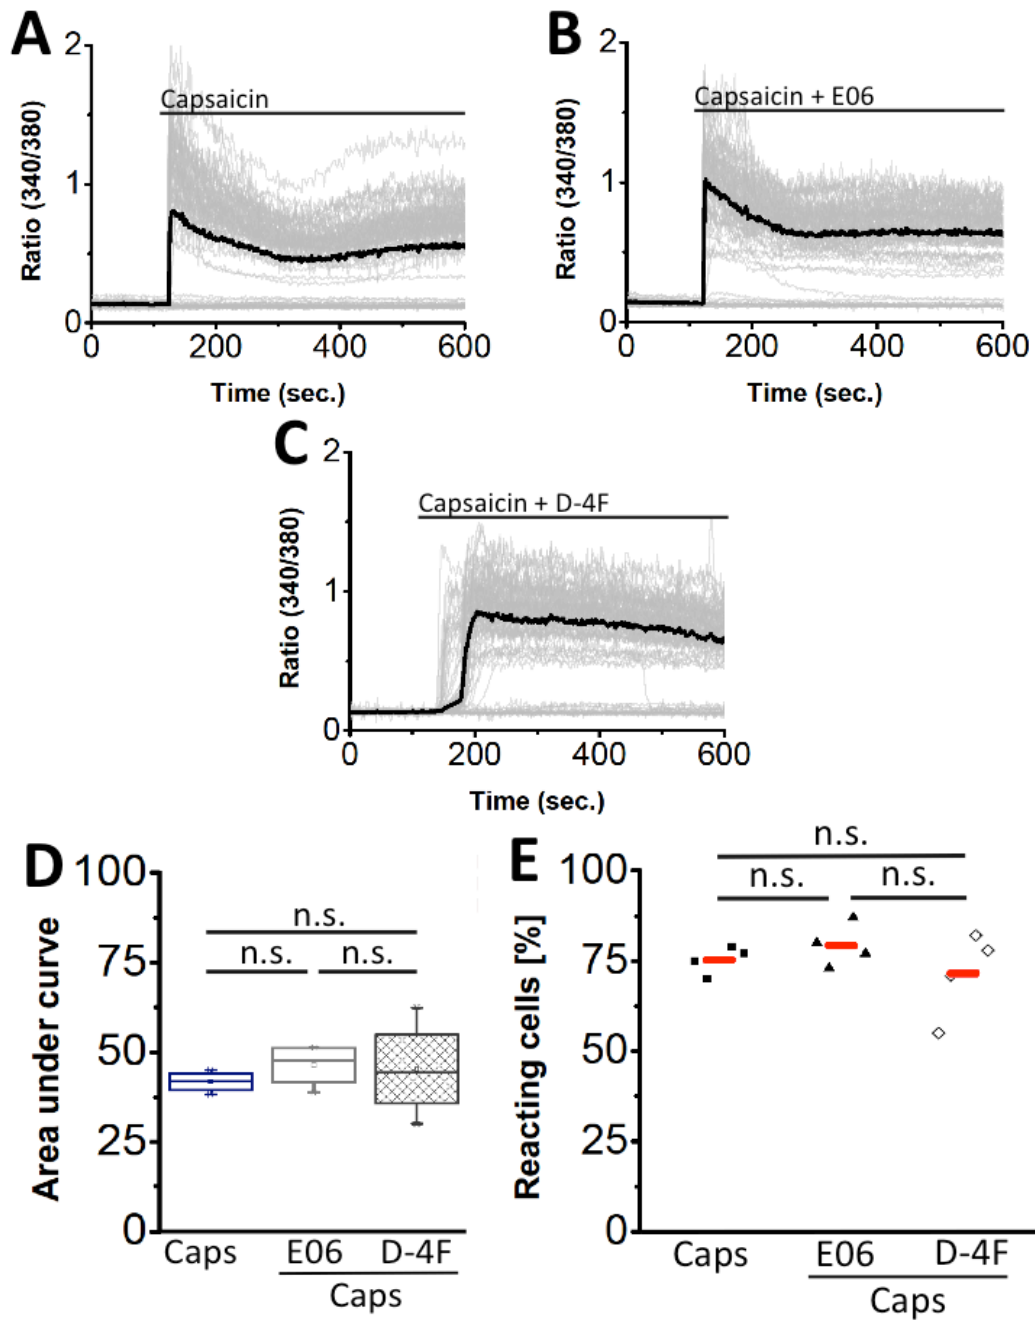 A
Ratio (340/380)
2
1
0
Capsaicin
0 200 400 600
Time (sec.)
B
Ratio (340/380)
2
1
0
Capsaicin + E06
0 200 400 600
Time (sec.)
C
Ratio (340/380)
2
1
0
Capsaicin + D-4F
0 200 400 600
Time (sec.)
D
Area under curve
100
75
50
25
0
n.s.
n.s. n.s.
Caps E06 D-4F
Caps
E
Reacting cells [%]
100
75
50
25
0
n.s.
n.s. n.s.
Caps E06 D-4F
Caps